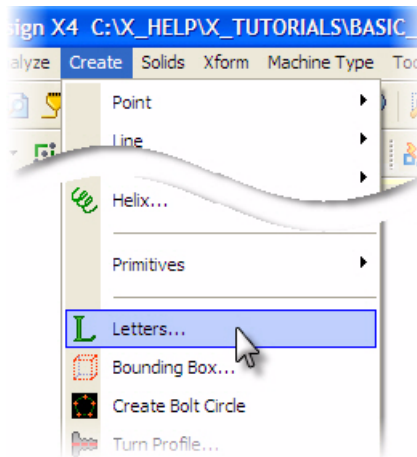 sign X4 C:\X_HELP\X_TUTORIALS\BASIC_
alyze Create Solids Xform Machine Type Too
Point
Line
Helix...
Primitives
Letters...
Bounding Box...
Create Bolt Circle
Turn Profile...